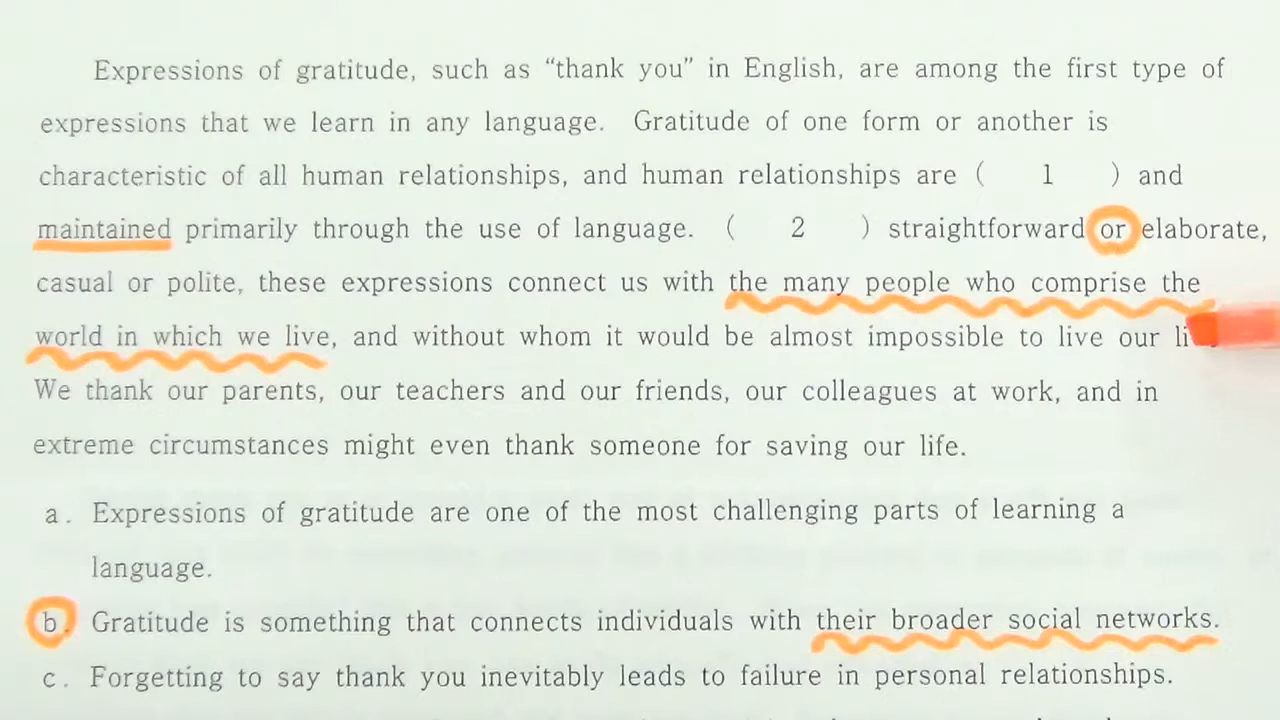 Expressions of gratitude, such as “thank you” in English, are among the first type of
expressions that we learn in any language. Gratitude of one form or another is
characteristic of all human relationships, and human relationships are ( 1 ) and
maintained primarily through the use of language. ( 2 ) straightforward or elaborate,
casual or polite, these expressions connect us with the many people who comprise the
world in which we live, and without whom it would be almost impossible to live our
We thank our parents, our teachers and our friends, our colleagues at work, and in
extreme circumstances might even thank someone for saving our life.
a. Expressions of gratitude are one of the most challenging parts of learning a
language.
b. Gratitude is something that connects individuals with their broader social networks.
c. Forgetting to say thank you inevitably leads to failure in personal relationships.